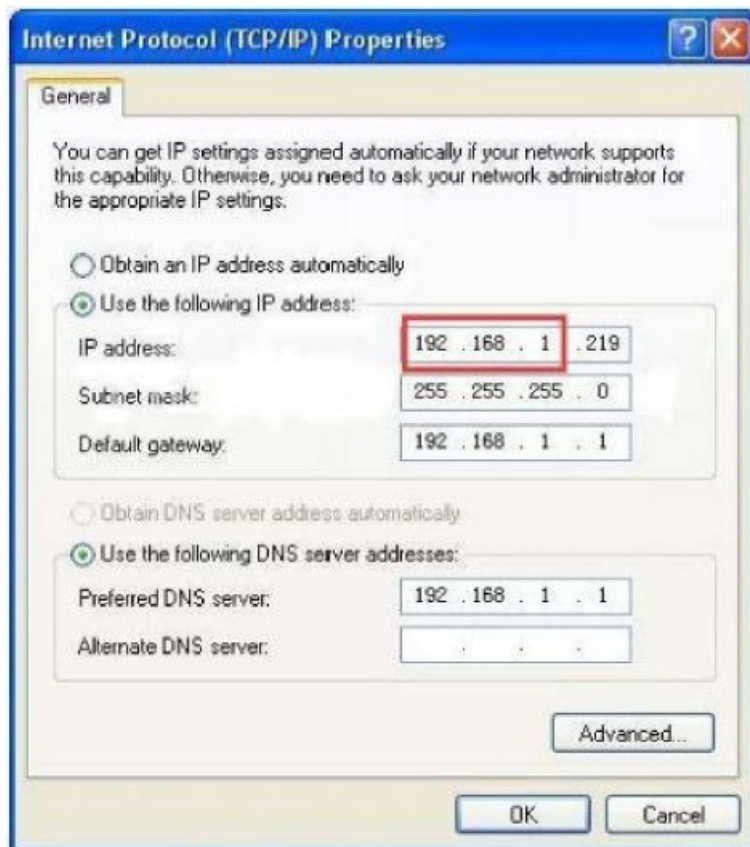 Internet Protocol (TCP/IP) Properties
General
You can get IP settings assigned automatically if your network supports
this capability. Otherwise, you need to ask your network administrator for
the appropriate IP settings.
Obtain an IP address automatically
Use the following IP address:
IP address: 192 . 168 . 1 . 219
Subnet mask: 255 . 255 . 255 . 0
Default gateway: 192 . 168 . 1 . 1
Obtain DNS server address automatically
Use the following DNS server addresses:
Preferred DNS server: 192 . 168 . 1 . 1
Alternate DNS server: . . .
Advanced...
OK Cancel